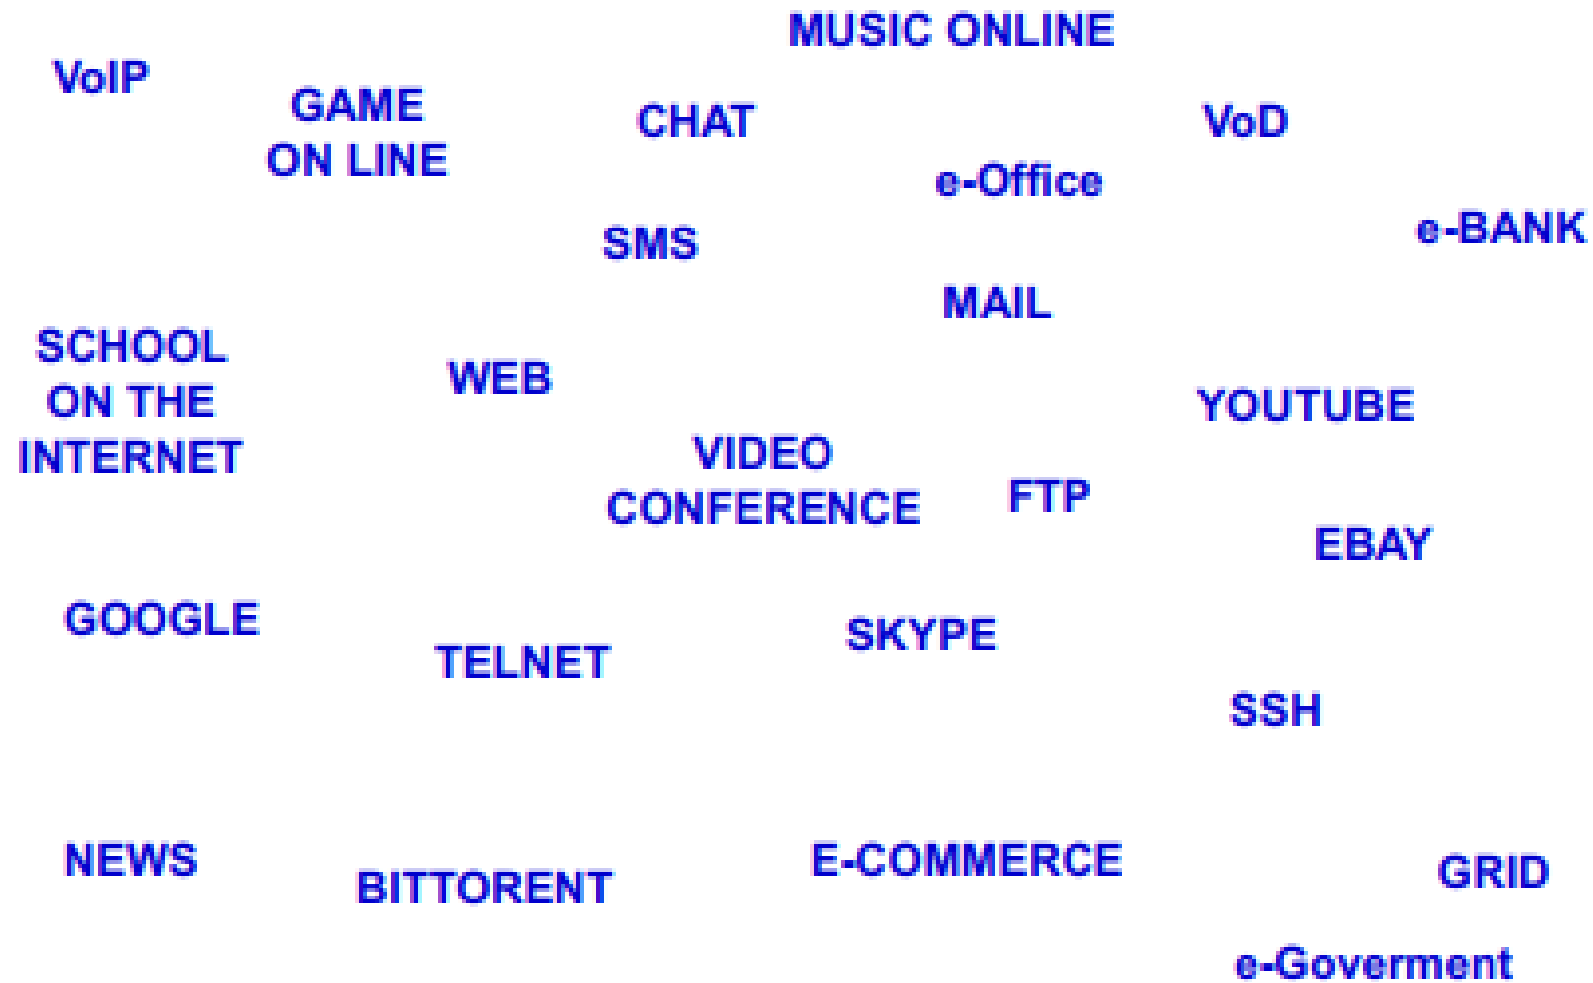 MUSIC ONLINE
VoIP
GAME
ON LINE
CHAT
VoD
e-Office
e-BANK
SMS
MAIL
SCHOOL
ON THE
INTERNET
WEB
YOUTUBE
VIDEO
CONFERENCE
FTP
EBAY
GOOGLE
TELNET
SKYPE
SSH
NEWS
BITTORENT
E-COMMERCE
GRID
e-Goverment